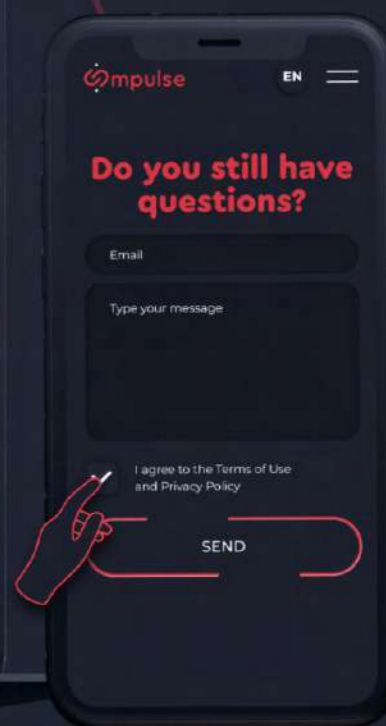 impulse
EN
Do you still have
questions?
Email
Type your message
I agree to the Terms of Use
and Privacy Policy
SEND